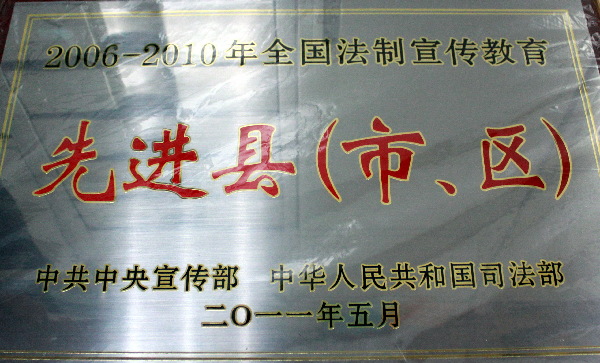 2006-2010年全国法制宣传教育
先进县(市、区)
中共中央宣传部 中华人民共和国司法部
二〇一一年五月